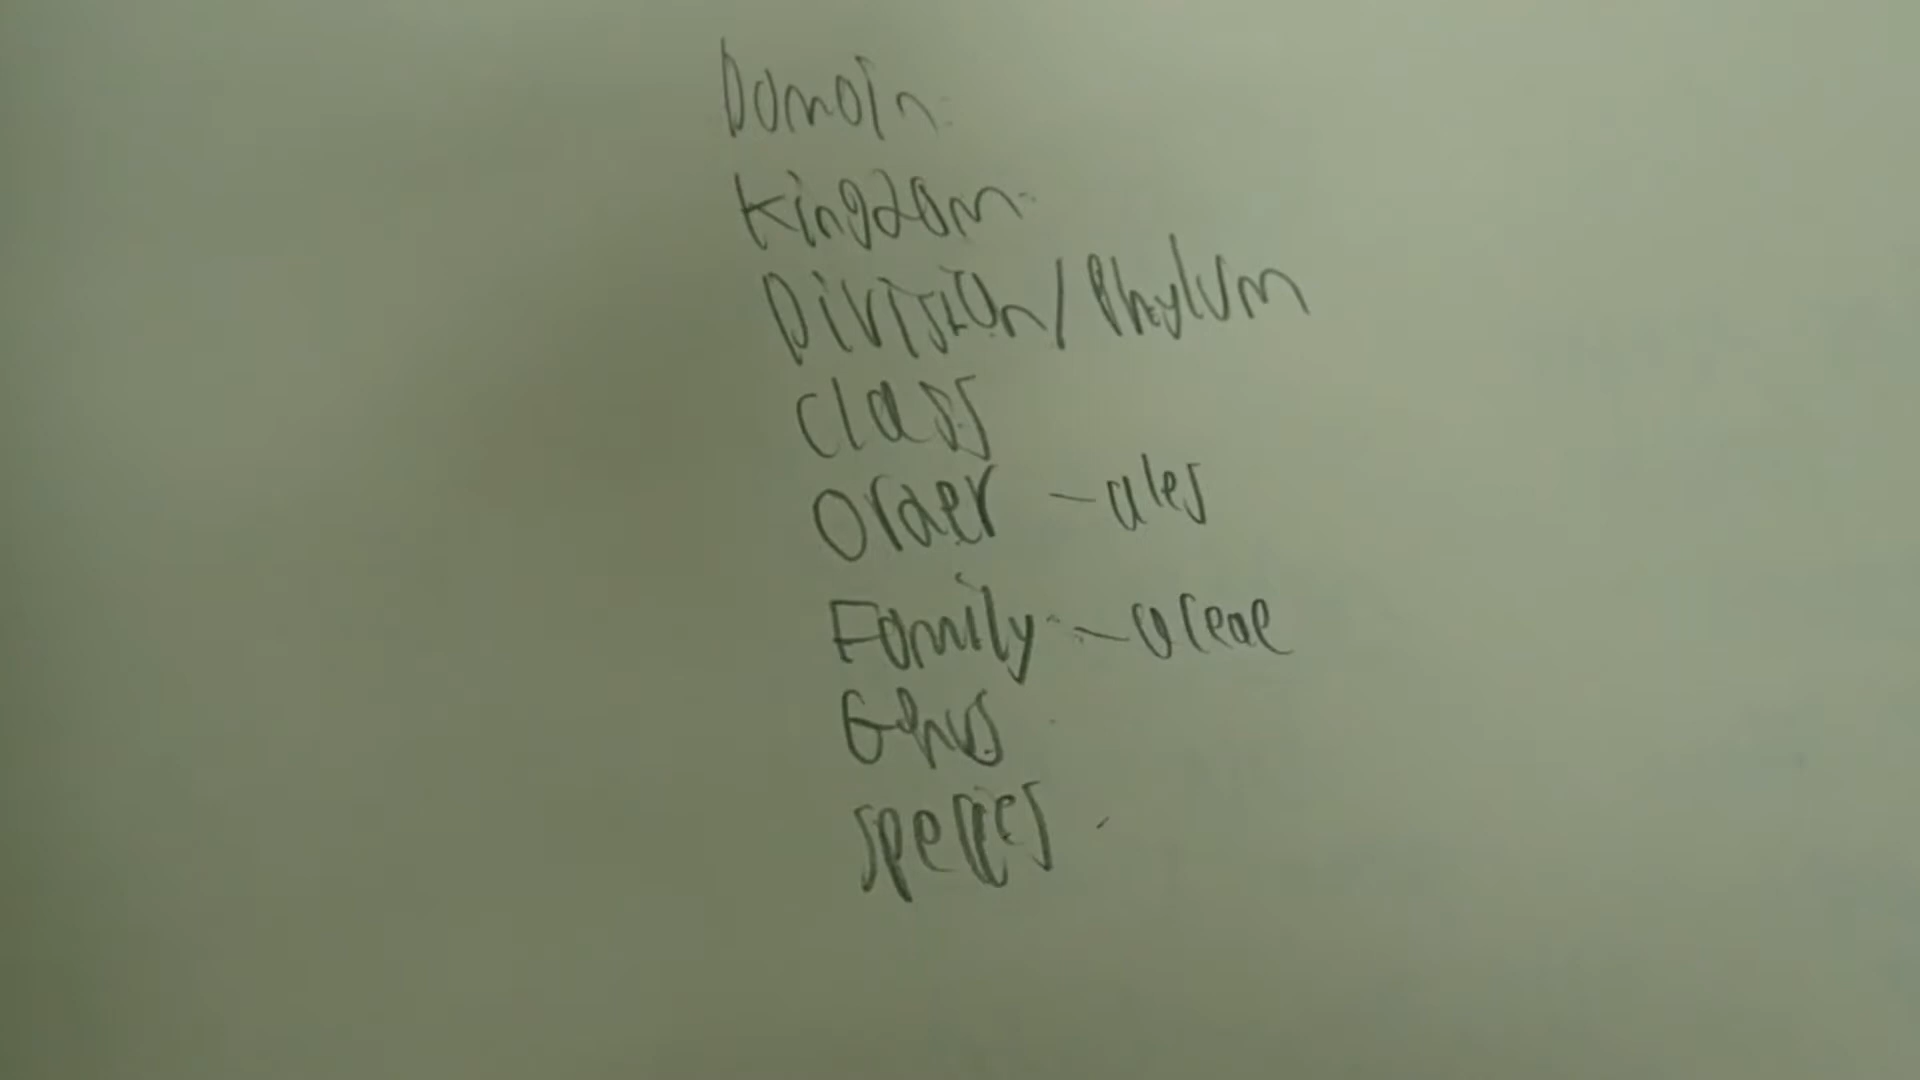 Domain
Kingdom
Division/Phylum
Class
Order - ales
Family - aceae
Genus
Species